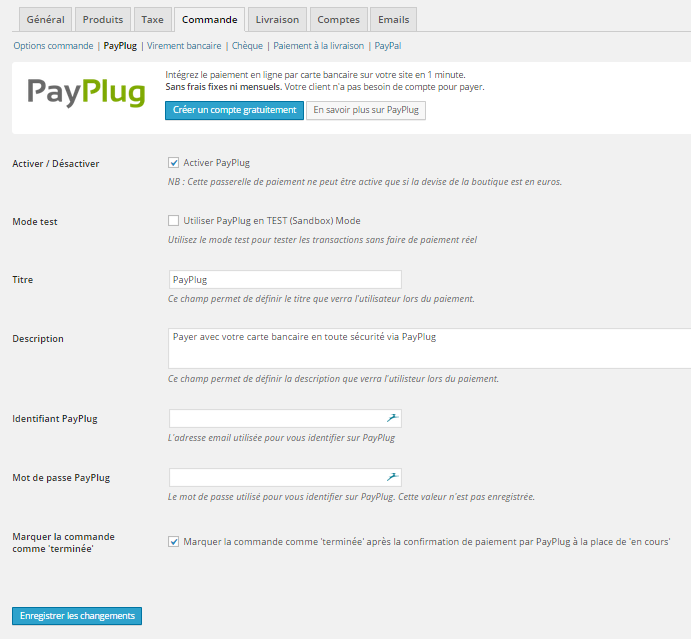 Général Produits Taxe Commande Livraison Comptes Emails
Options commande | PayPlug | Virement bancaire | Chèque | Paiement à la livraison | PayPal
PayPlug
Intégrez le paiement en ligne par carte bancaire sur votre site en 1 minute.
Sans frais fixes ni mensuels. Votre client n'a pas besoin de compte pour payer.
Créer un compte gratuitement En savoir plus sur PayPlug
Activer / Désactiver Activer PayPlug
NB : Cette passerelle de paiement ne peut être active que si la devise de la boutique est en euros.
Mode test Utiliser PayPlug en TEST (Sandbox) Mode
Utilisez le mode test pour tester les transactions sans faire de paiement réel
Titre PayPlug
Ce champ permet de définir le titre que verra l'utilisateur lors du paiement.
Description Payer avec votre carte bancaire en toute sécurité via PayPlug
Ce champ permet de définir la description que verra l'utilisteur lors du paiement.
Identifiant PayPlug
L'adresse email utilisée pour vous identifier sur PayPlug
Mot de passe PayPlug
Le mot de passe utilisé pour vous identifier sur PayPlug. Cette valeur n'est pas enregistrée.
Marquer la commande
comme 'terminée' Marquer la commande comme 'terminée' après la confirmation de paiement par PayPlug à la place de 'en cours'
Enregistrer les changements